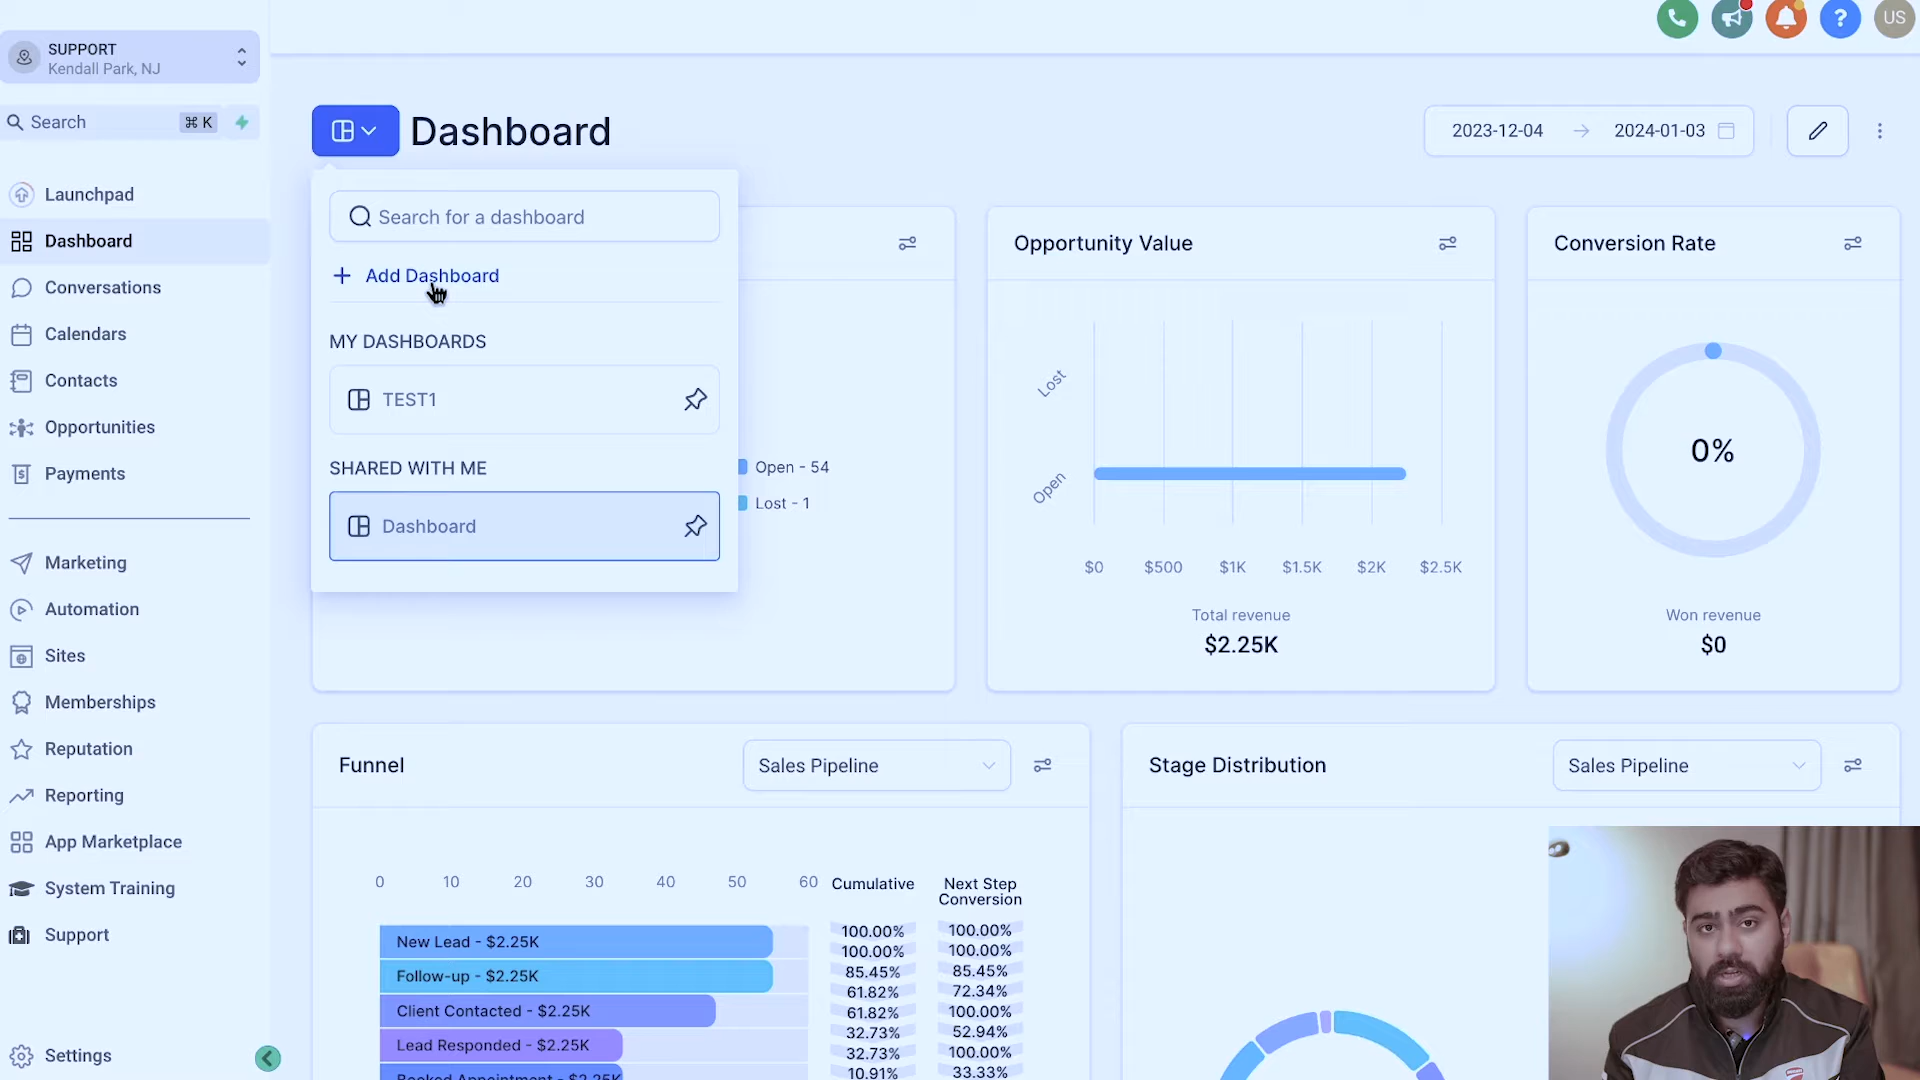 SUPPORT
Kendall Park, NJ
Search
⌘ K
Launchpad
Dashboard
Conversations
Calendars
Contacts
Opportunities
Payments
Marketing
Automation
Sites
Memberships
Reputation
Reporting
App Marketplace
System Training
Support
Settings
US
Dashboard
2023-12-04 → 2024-01-03
Search for a dashboard
+ Add Dashboard
MY DASHBOARDS
TEST1
SHARED WITH ME
Dashboard
Open - 54
Lost - 1
Opportunity Value
Lost
Open
$0 $500 $1K $1.5K $2K $2.5K
Total revenue
$2.25K
Conversion Rate
0%
Won revenue
$0
Funnel
Sales Pipeline
0 10 20 30 40 50 60
Cumulative
Next Step
Conversion
New Lead - $2.25K
Follow-up - $2.25K
Client Contacted - $2.25K
Lead Responded - $2.25K
Booked Appointment - $2.25K
100.00% 100.00%
100.00% 100.00%
85.45% 85.45%
61.82% 72.34%
61.82% 100.00%
32.73% 52.94%
32.73% 100.00%
10.91% 33.33%
Stage Distribution
Sales Pipeline